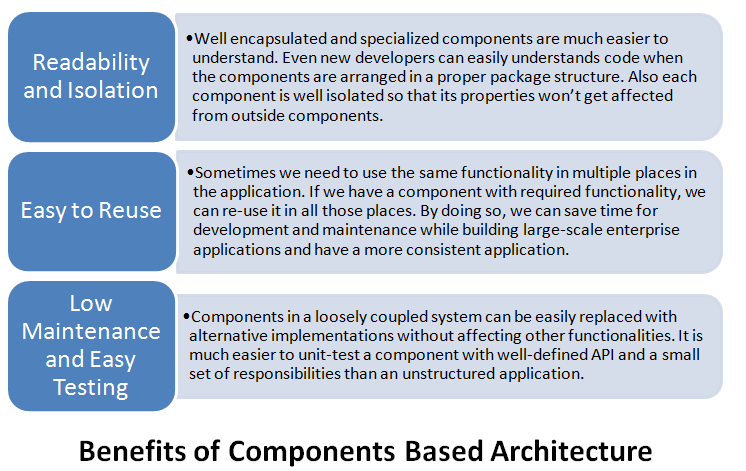 Readability
and Isolation
•Well encapsulated and specialized components are much easier to
understand. Even new developers can easily understands code when
the components are arranged in a proper package structure. Also each
component is well isolated so that its properties won’t get affected
from outside components.
Easy to Reuse
•Sometimes we need to use the same functionality in multiple places in
the application. If we have a component with required functionality, we
can re-use it in all those places. By doing so, we can save time for
development and maintenance while building large-scale enterprise
applications and have a more consistent application.
Low
Maintenance
and Easy
Testing
•Components in a loosely coupled system can be easily replaced with
alternative implementations without affecting other functionalities. It is
much easier to unit-test a component with well-defined API and a small
set of responsibilities than an unstructured application.
Benefits of Components Based Architecture